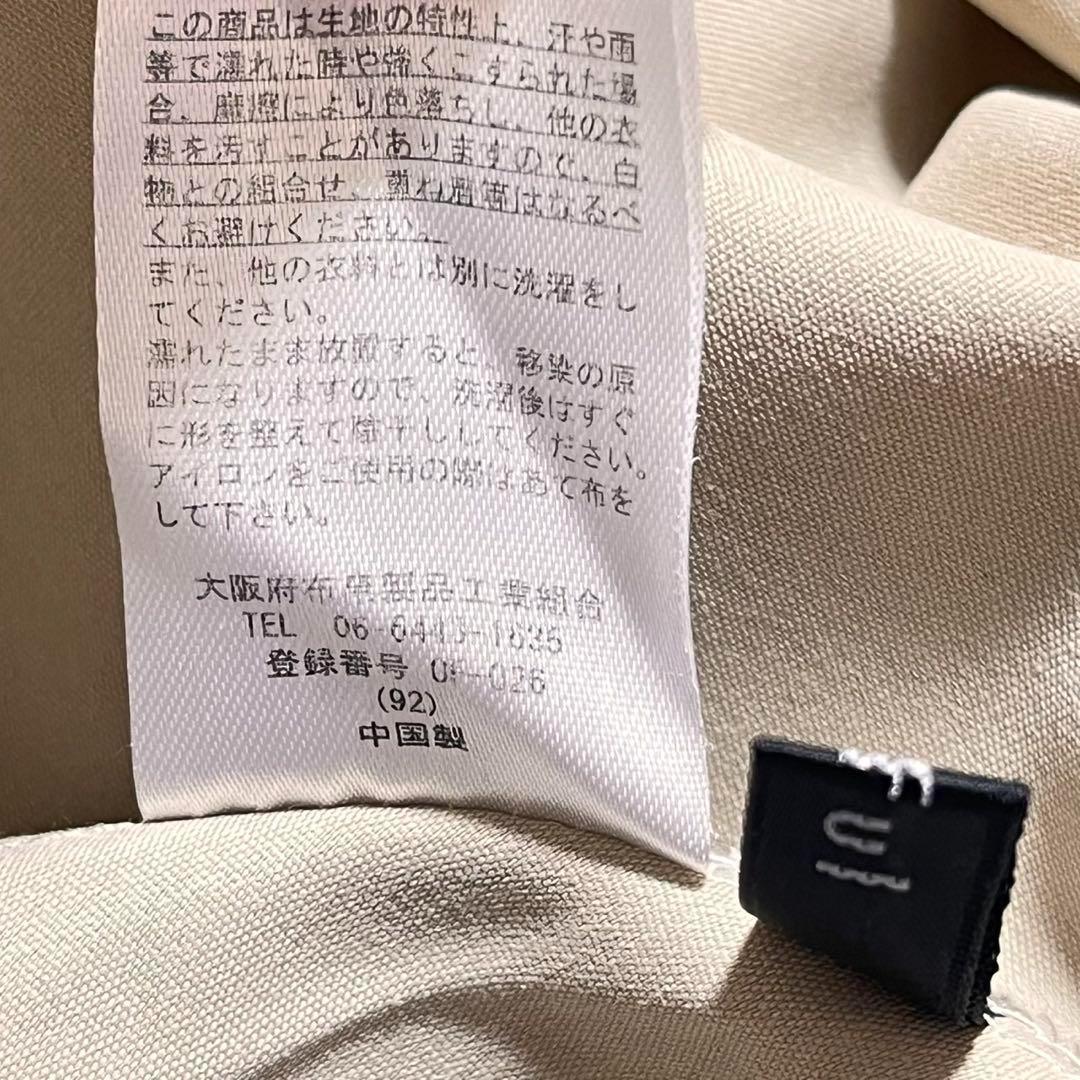 この商品は生地の特性上、汗や雨
等で濡れた時や強くこすられた場
合、摩擦により色落ちし、他の衣
料を汚すことがありますので、白
物との組合せ、重ね着等はなるべ
くお避けください。
また、他の衣料とは別に洗濯をし
てください。
濡れたまま放置すると、移染の原
因になりますので、洗濯後はすぐ
に形を整えて陰干ししてください。
アイロンをご使用の際はあて布を
して下さい。
大阪府布帛製品工業組合
TEL 06-6443-1635
登録番号 026
(92)
中国製